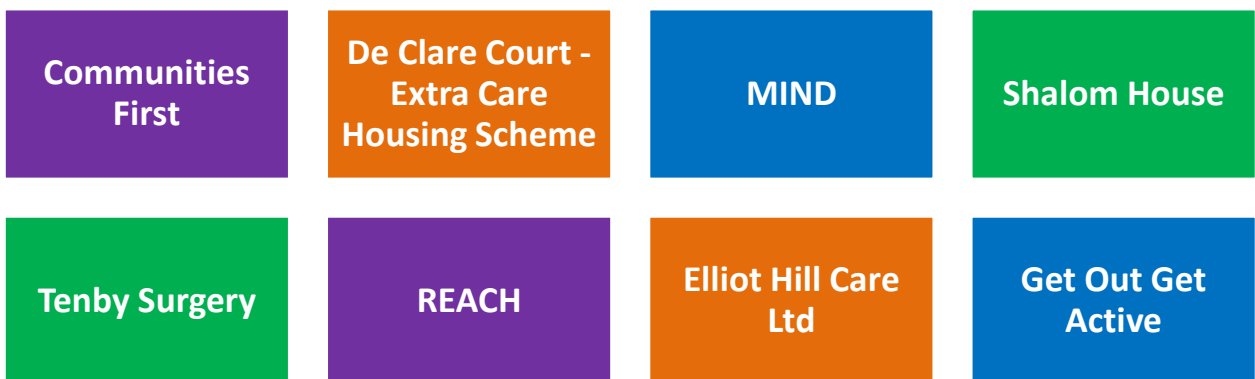 Communities
First
De Clare Court -
Extra Care
Housing Scheme
MIND
Shalom House
Tenby Surgery
REACH
Elliot Hill Care
Ltd
Get Out Get
Active